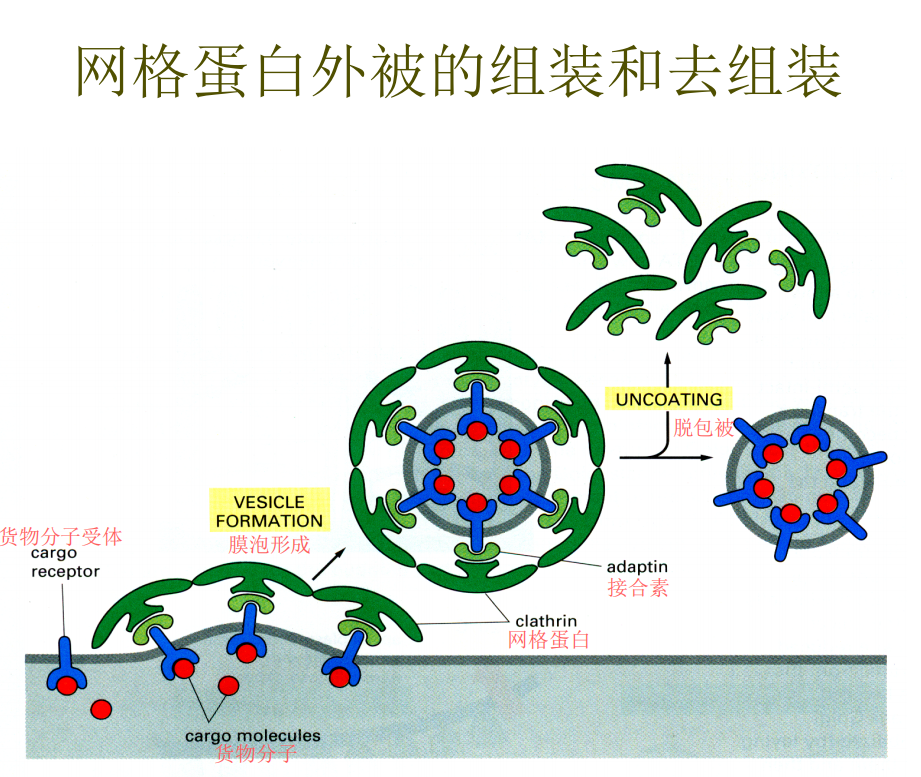 网格蛋白外被的组装和去组装
UNCOATING
脱包被
VESICLE
FORMATION
膜泡形成
货物分子受体
cargo
receptor
adaptin
接合素
clathrin
网格蛋白
cargo molecules
货物分子